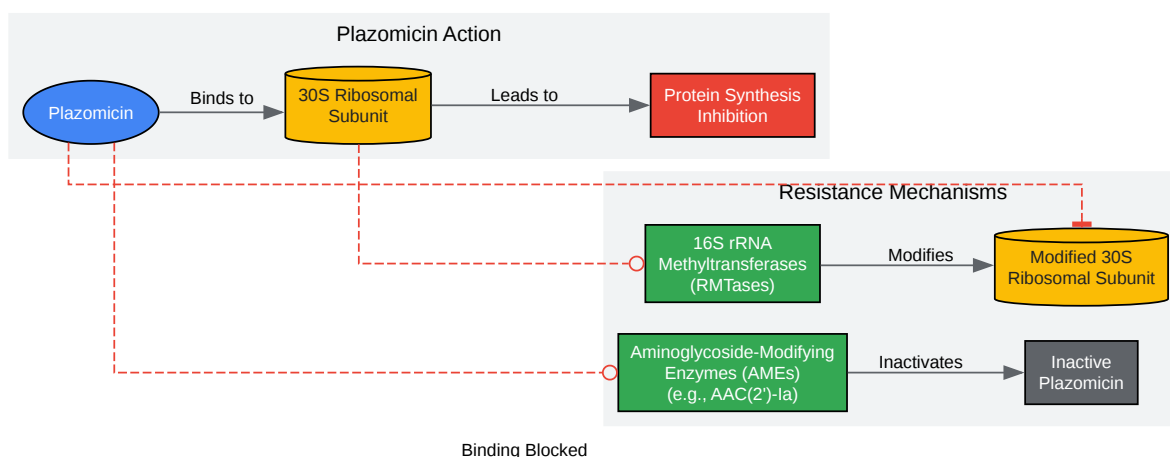 Plazomicin Action
Plazomicin
Binds to
30S Ribosomal
Subunit
Leads to
Protein Synthesis
Inhibition
Resistance Mechanisms
16S rRNA
Methyltransferases
(RMTases)
Modifies
Modified 30S
Ribosomal Subunit
Aminoglycoside-Modifying
Enzymes (AMEs)
(e.g., AAC(2')-Ia)
Inactivates
Inactive
Plazomicin
Binding Blocked